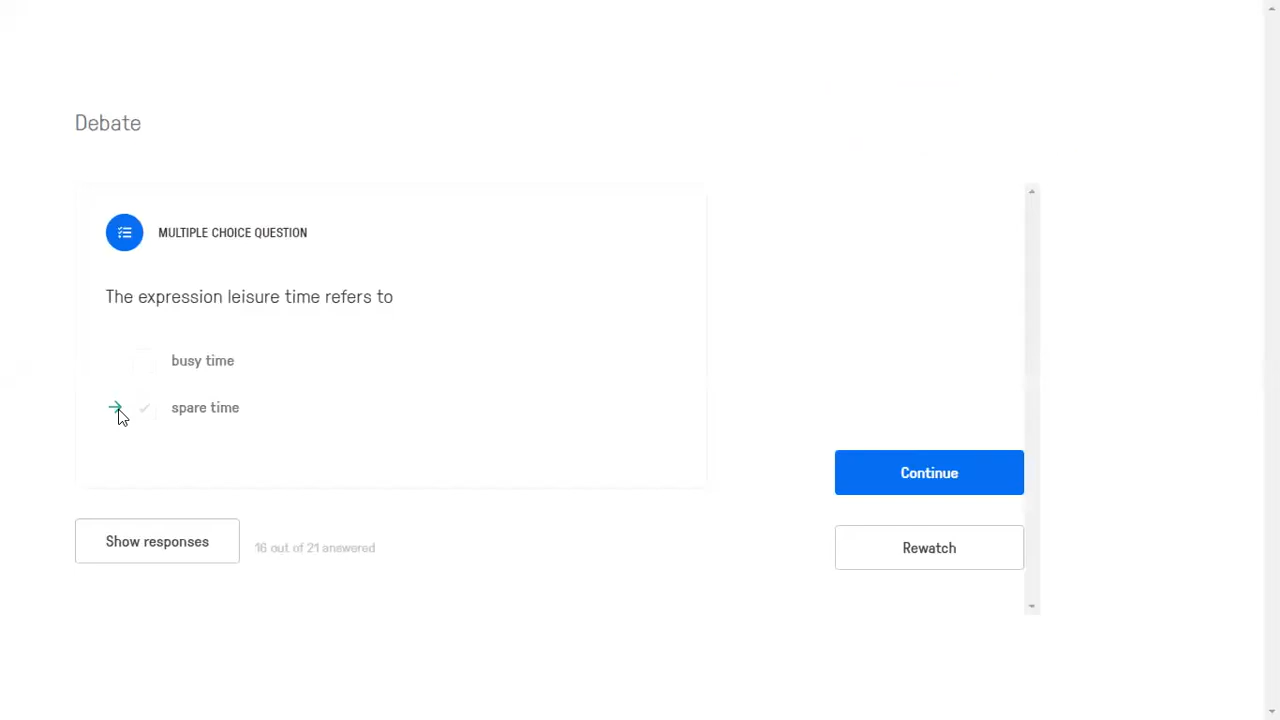 Debate
MULTIPLE CHOICE QUESTION
The expression leisure time refers to
busy time
spare time
Continue
Show responses
16 out of 21 answered
Rewatch